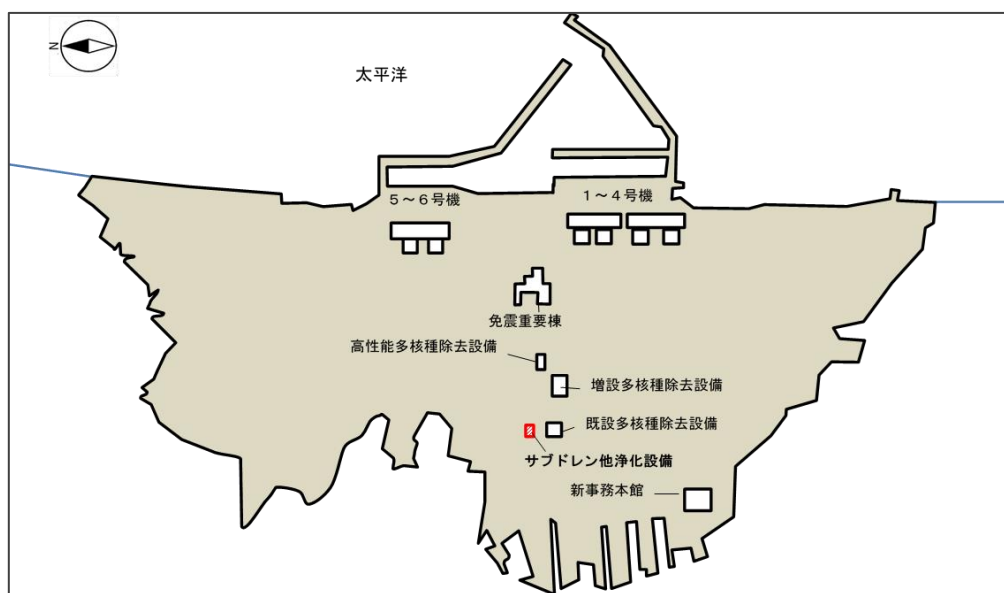 N
太平洋
5～6号機
1～4号機
免震重要棟
高性能多核種除去設備
増設多核種除去設備
既設多核種除去設備
サブドレン他浄化設備
新事務本館